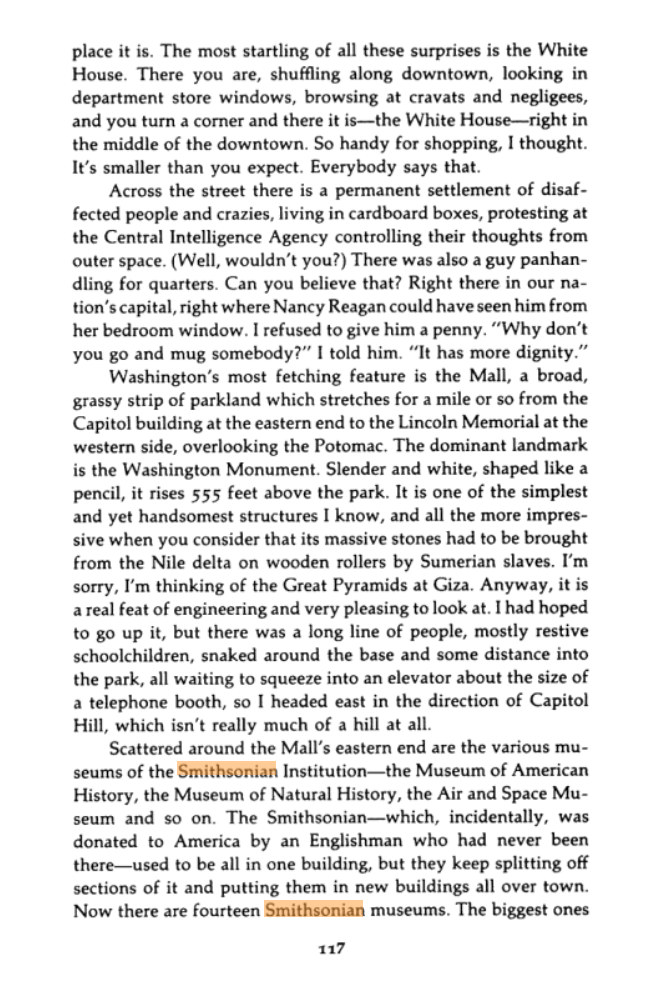 place it is. The most startling of all these surprises is the White
House. There you are, shuffling along downtown, looking in
department store windows, browsing at cravats and negligees,
and you turn a corner and there it is—the White House—right in
the middle of the downtown. So handy for shopping, I thought.
It's smaller than you expect. Everybody says that.
Across the street there is a permanent settlement of disaf-
fected people and crazies, living in cardboard boxes, protesting at
the Central Intelligence Agency controlling their thoughts from
outer space. (Well, wouldn't you?) There was also a guy panhan-
dling for quarters. Can you believe that? Right there in our na-
tion's capital, right where Nancy Reagan could have seen him from
her bedroom window. I refused to give him a penny. "Why don't
you go and mug somebody?" I told him. "It has more dignity."
Washington's most fetching feature is the Mall, a broad,
grassy strip of parkland which stretches for a mile or so from the
Capitol building at the eastern end to the Lincoln Memorial at the
western side, overlooking the Potomac. The dominant landmark
is the Washington Monument. Slender and white, shaped like a
pencil, it rises 555 feet above the park. It is one of the simplest
and yet handsomest structures I know, and all the more impres-
sive when you consider that its massive stones had to be brought
from the Nile delta on wooden rollers by Sumerian slaves. I'm
sorry, I'm thinking of the Great Pyramids at Giza. Anyway, it is
a real feat of engineering and very pleasing to look at. I had hoped
to go up it, but there was a long line of people, mostly restive
schoolchildren, snaked around the base and some distance into
the park, all waiting to squeeze into an elevator about the size of
a telephone booth, so I headed east in the direction of Capitol
Hill, which isn't really much of a hill at all.
Scattered around the Mall's eastern end are the various mu-
seums of the Smithsonian Institution—the Museum of American
History, the Museum of Natural History, the Air and Space Mu-
seum and so on. The Smithsonian—which, incidentally, was
donated to America by an Englishman who had never been
there—used to be all in one building, but they keep splitting off
sections of it and putting them in new buildings all over town.
Now there are fourteen Smithsonian museums. The biggest ones
117